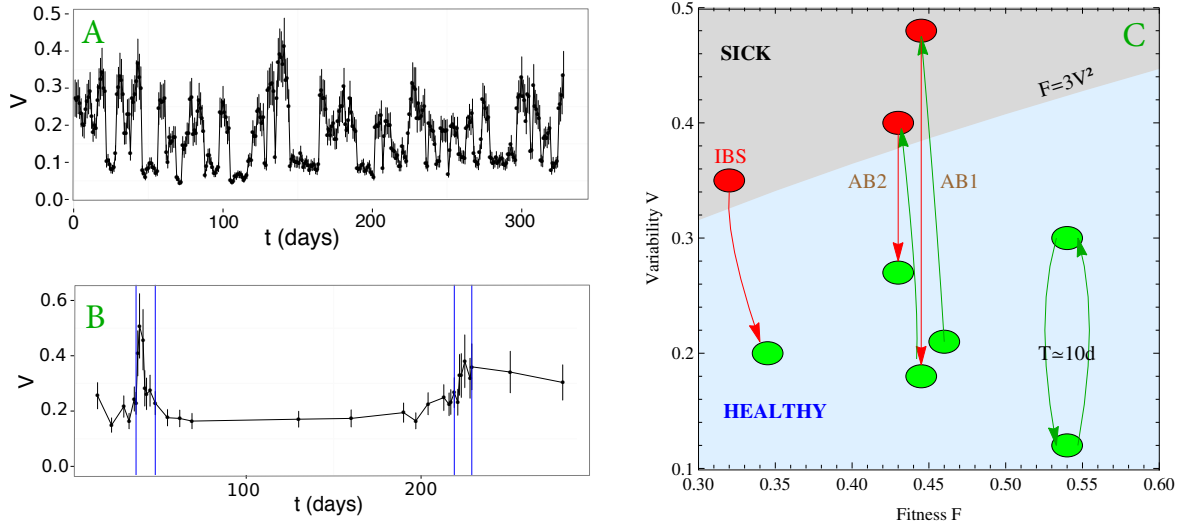 A
V
0.5
0.4
0.3
0.2
0.1
0.0
0
100
200
300
t (days)
B
V
0.6
0.4
0.2
0.0
100
200
t (days)
C
SICK
F=3V²
IBS
AB2
AB1
T≃10d
HEALTHY
Variability V
0.5
0.4
0.3
0.2
0.1
0.30
0.35
0.40
0.45
0.50
0.55
0.60
Fitness F